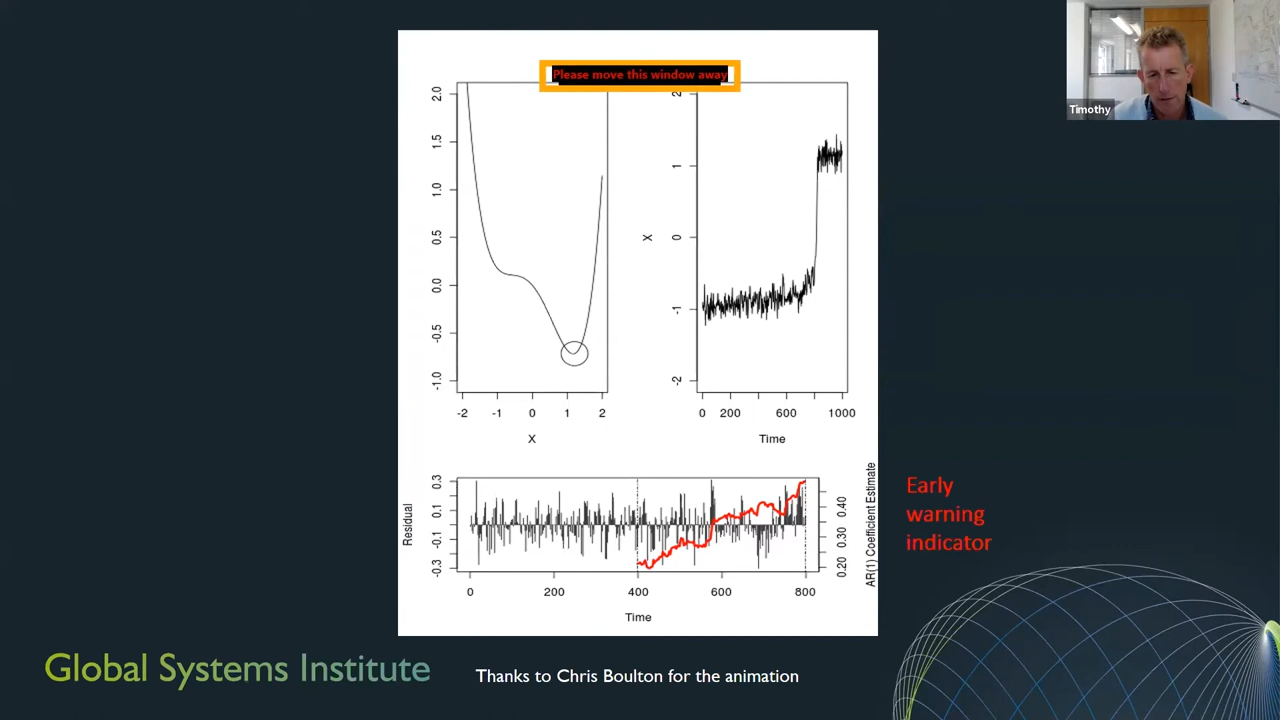 Please move this window away
Timothy
2.0
1.5
1.0
0.5
0.0
-0.5
-1.0
-2 -1 0 1 2
X
2
1
0
-1
-2
X
0 200 600 1000
Time
0.3
0.1
-0.1
-0.3
Residual
0.40
0.30
0.20
AR(1) Coefficient Estimate
0 200 400 600 800
Time
Early
warning
indicator
Global Systems Institute
Thanks to Chris Boulton for the animation